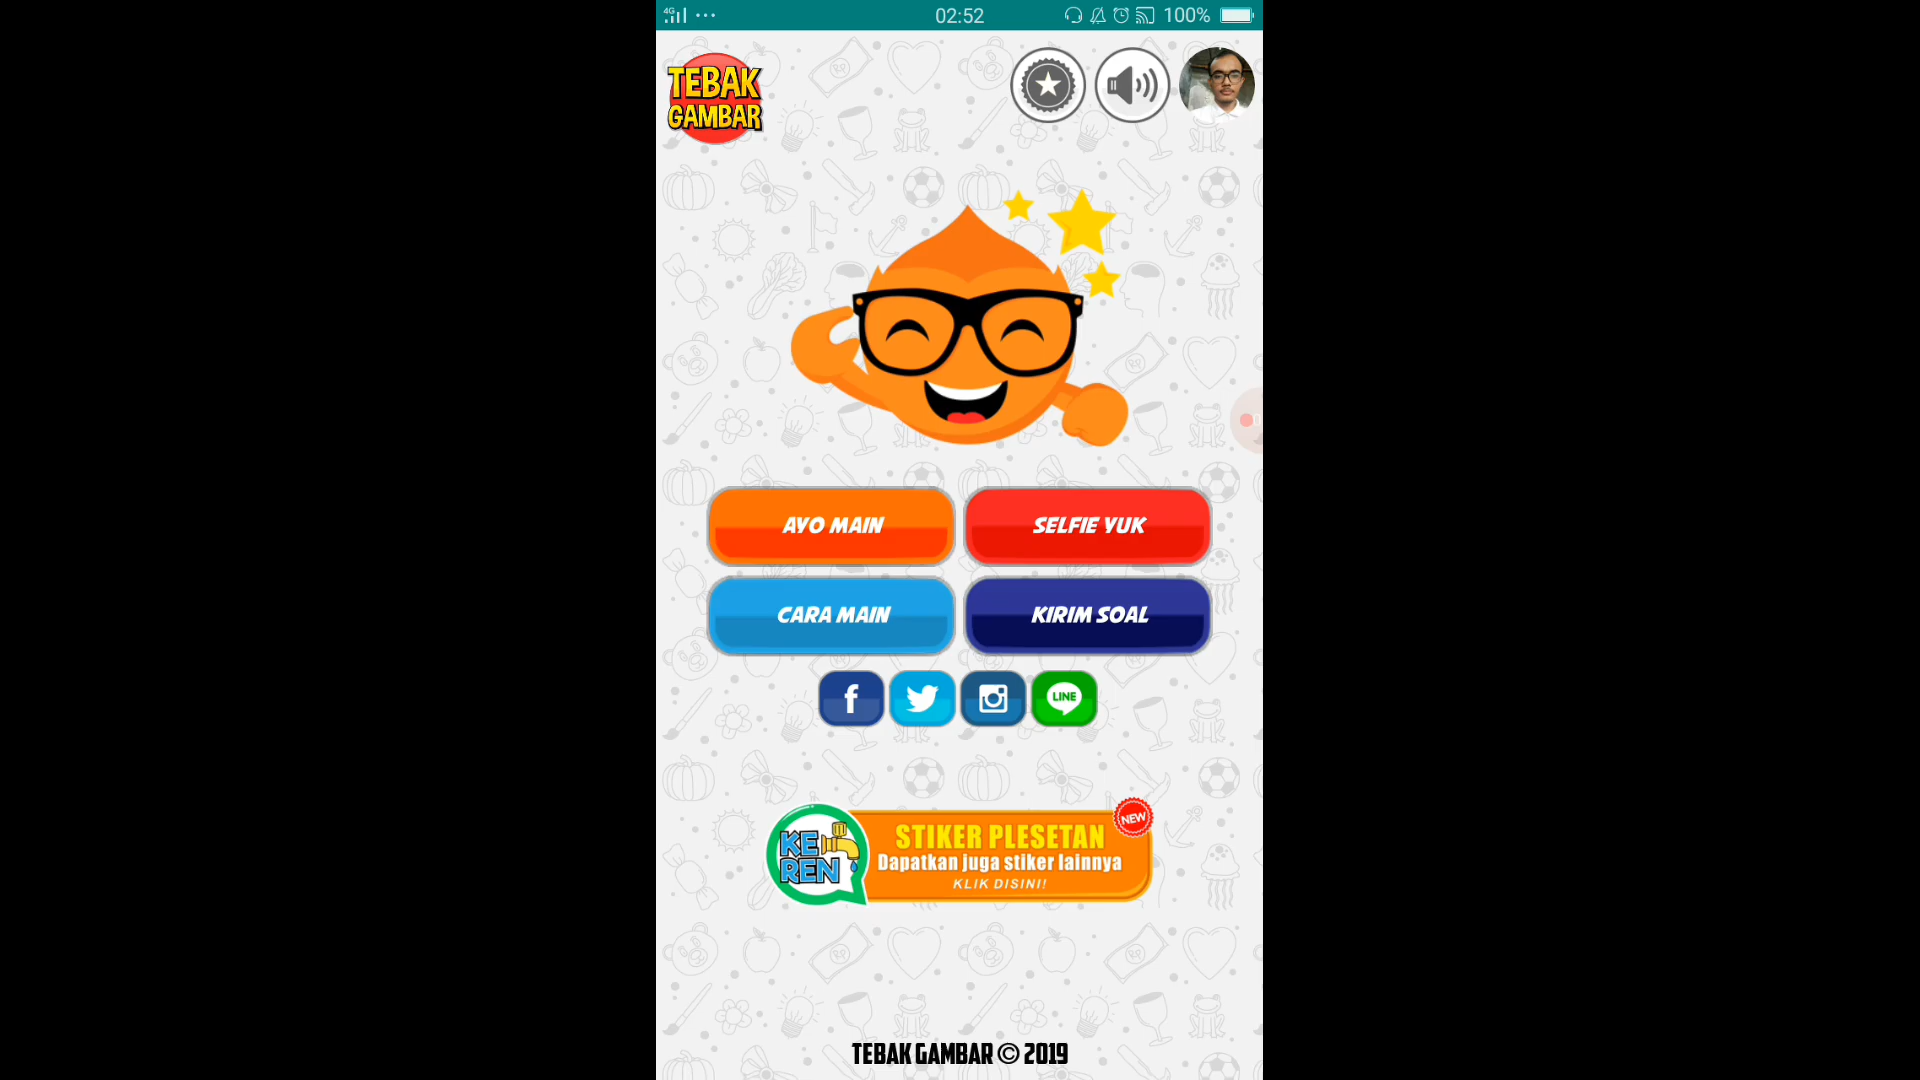 4G 02:52 100%
TEBAK
GAMBAR
AYO MAIN
SELFIE YUK
CARA MAIN
KIRIM SOAL
f
LINE
NEW
KE
REN
STIKER PLESETAN
Dapatkan juga stiker lainnya
KLIK DISINI!
TEBAK GAMBAR © 2019